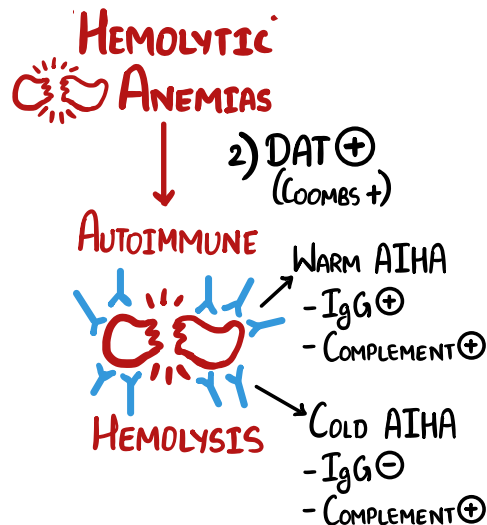 HEMOLYTIC
ANEMIAS
2) DAT ⊕
(COOMBS +)
AUTOIMMUNE
HEMOLYSIS
WARM AIHA
- IgG ⊕
- COMPLEMENT ⊕
COLD AIHA
- IgG ⊖
- COMPLEMENT ⊕